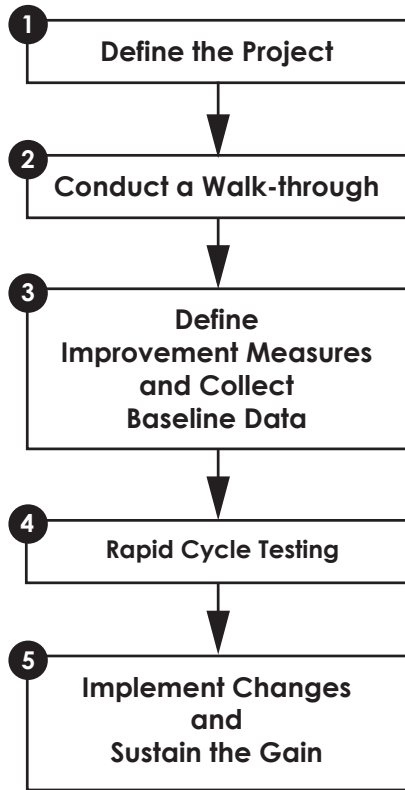 1
Define the Project
2
Conduct a Walk-through
3
Define
Improvement Measures
and Collect
Baseline Data
4
Rapid Cycle Testing
5
Implement Changes
and
Sustain the Gain